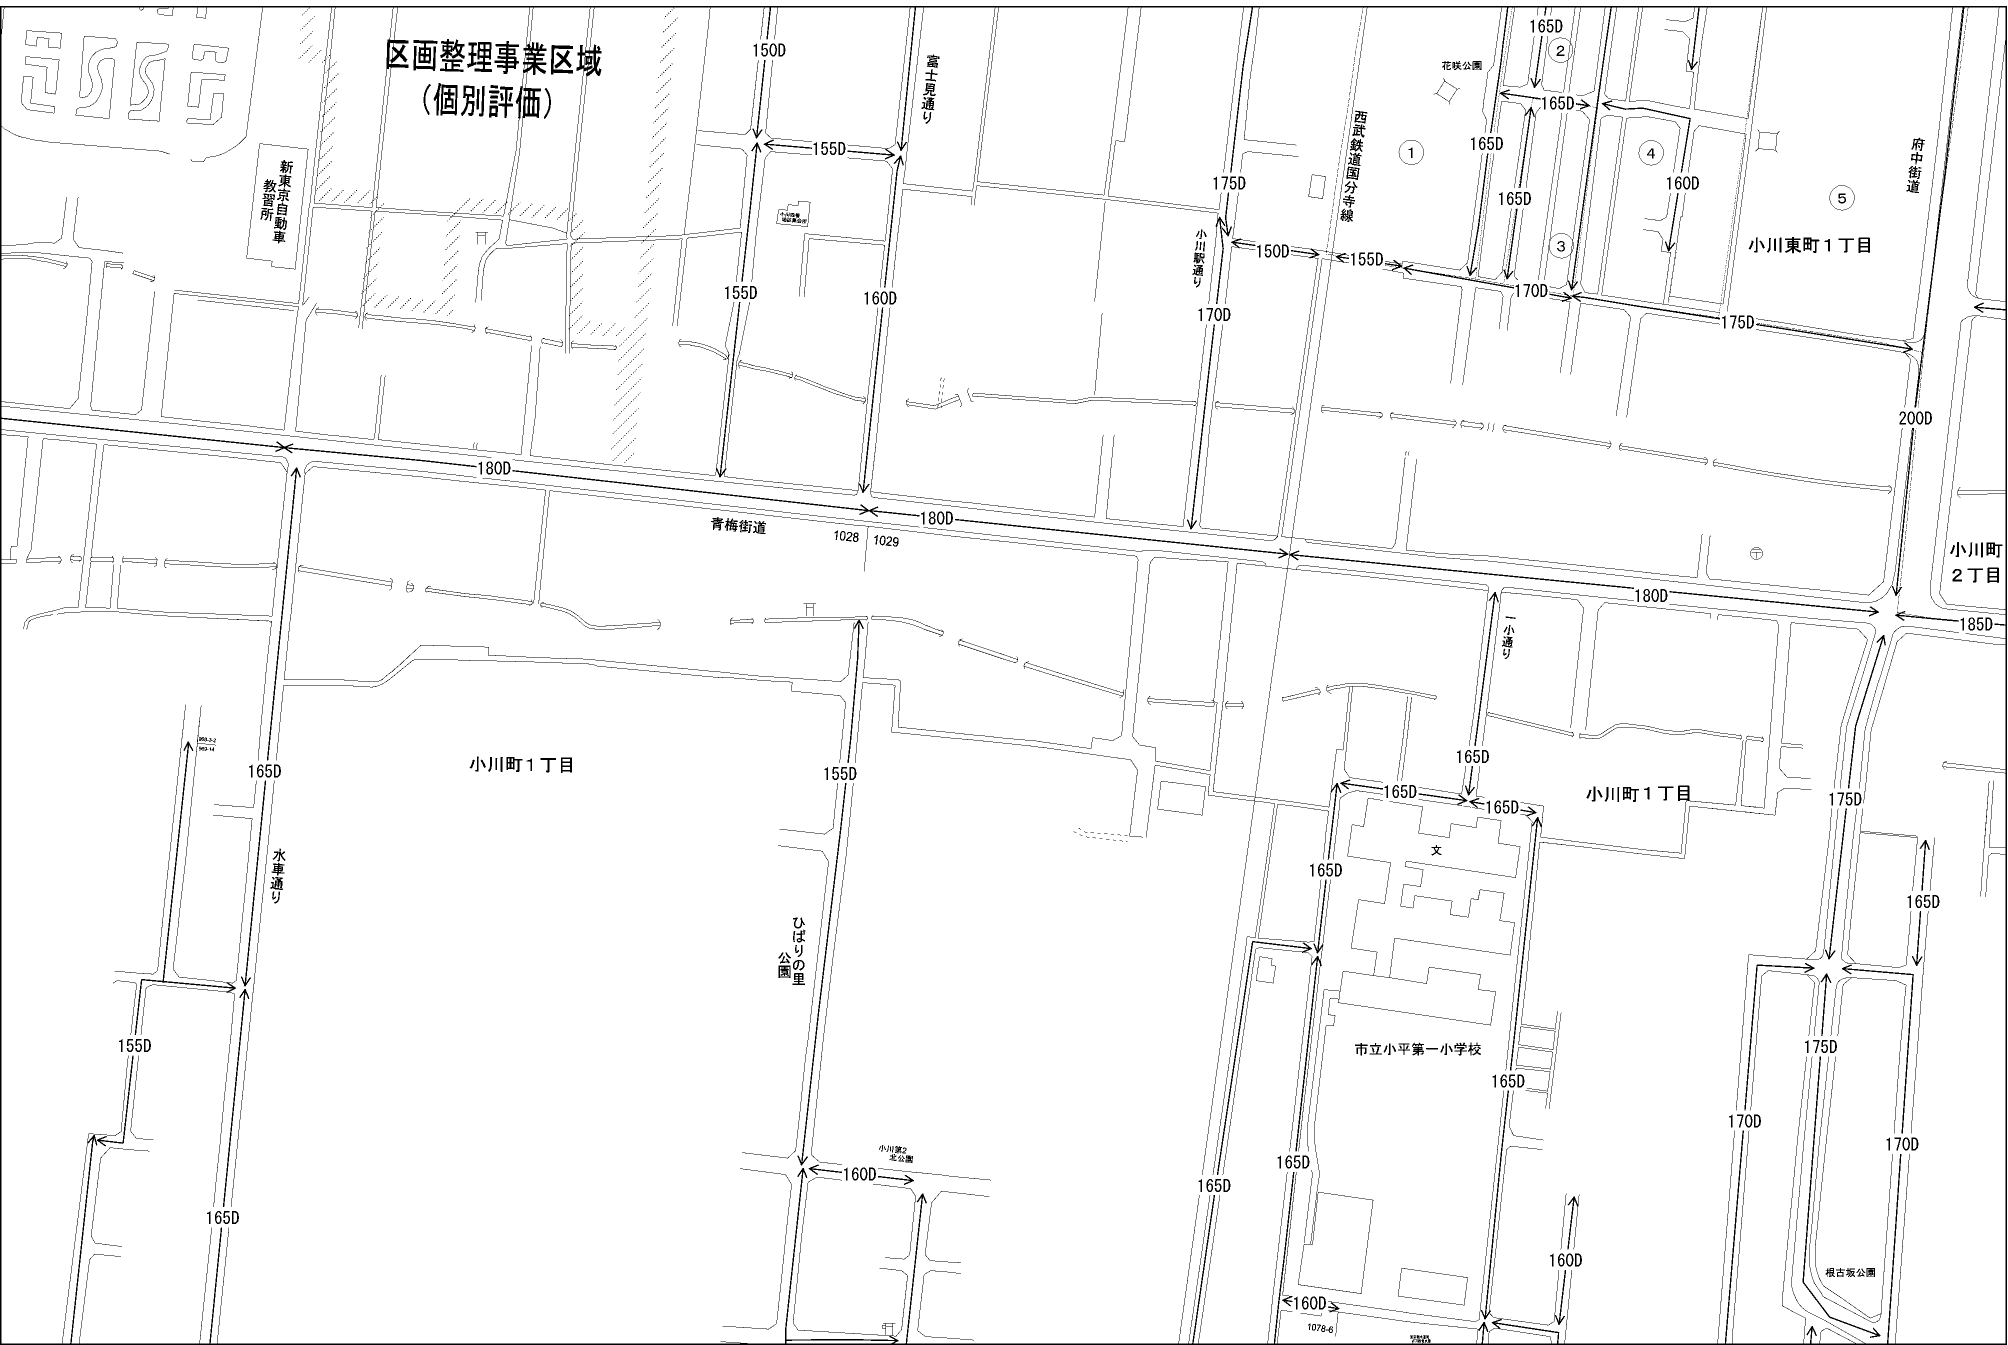 区画整理事業区域
（個別評価）
150D
富士見通り
155D
新東京自動車
教習所
155D
160D
花咲公園
西武鉄道国分寺線
①
165D
②
165D
165D
165D
③
④
160D
⑤
府中街道
小川東町１丁目
175D
小川駅通り
150D
155D
170D
170D
175D
200D
180D
青梅街道
180D
1028
1029
180D
小川町
２丁目
185D
一小通り
165D
水車通り
小川町１丁目
155D
ひばりの里
公園
165D
165D
165D
小川町１丁目
165D
文
165D
175D
165D
市立小平第一小学校
155D
165D
175D
170D
170D
165D
小川第2
北公園
160D
165D
165D
160D
160D
1078-6
根古坂公園